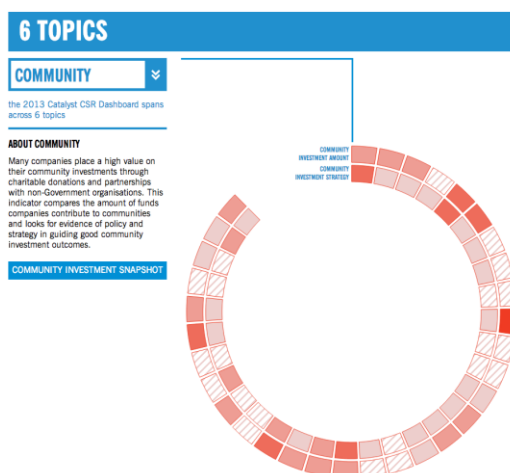 6 TOPICS
COMMUNITY
the 2013 Catalyst CSR Dashboard spans
across 6 topics
ABOUT COMMUNITY
Many companies place a high value on
their community investments through
charitable donations and partnerships
with non-Government organisations. This
indicator compares the amount of funds
companies contribute to communities
and looks for evidence of policy and
strategy in guiding good community
investment outcomes.
COMMUNITY INVESTMENT SNAPSHOT
COMMUNITY
INVESTMENT AMOUNT
COMMUNITY
INVESTMENT STRATEGY